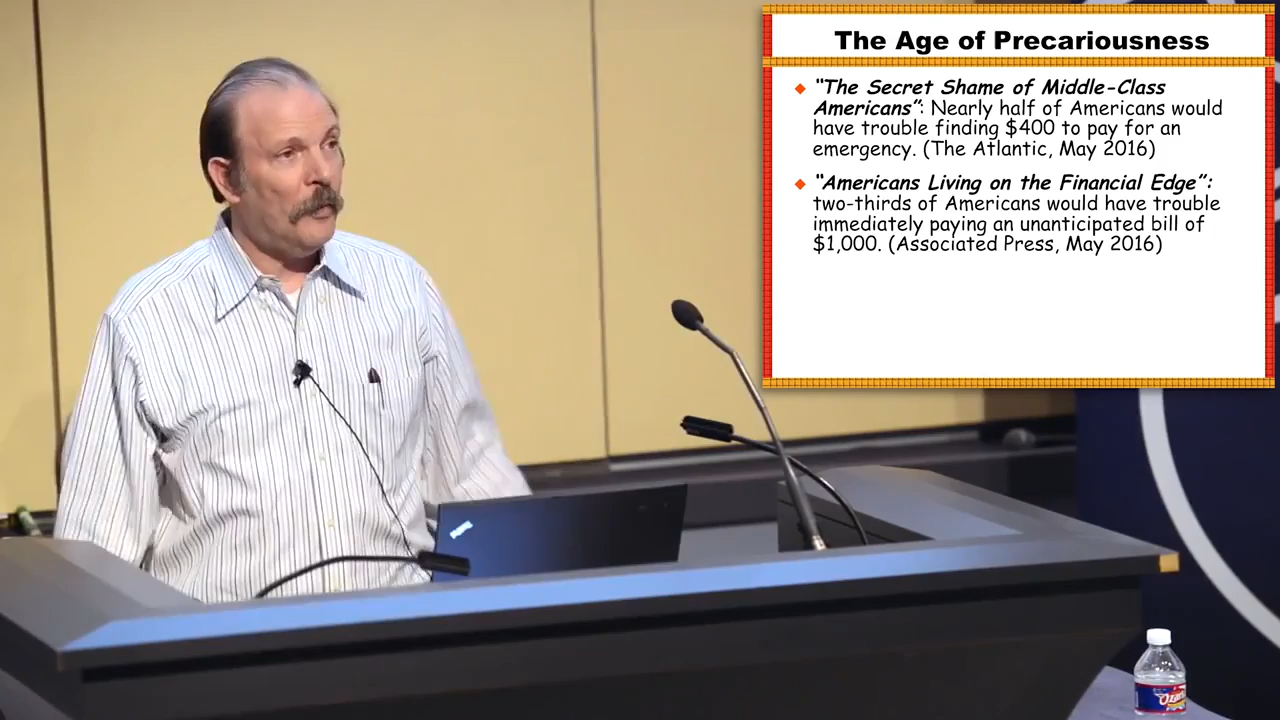 The Age of Precariousness
“The Secret Shame of Middle-Class
Americans”: Nearly half of Americans would
have trouble finding $400 to pay for an
emergency. (The Atlantic, May 2016)
“Americans Living on the Financial Edge”:
two-thirds of Americans would have trouble
immediately paying an unanticipated bill of
$1,000. (Associated Press, May 2016)